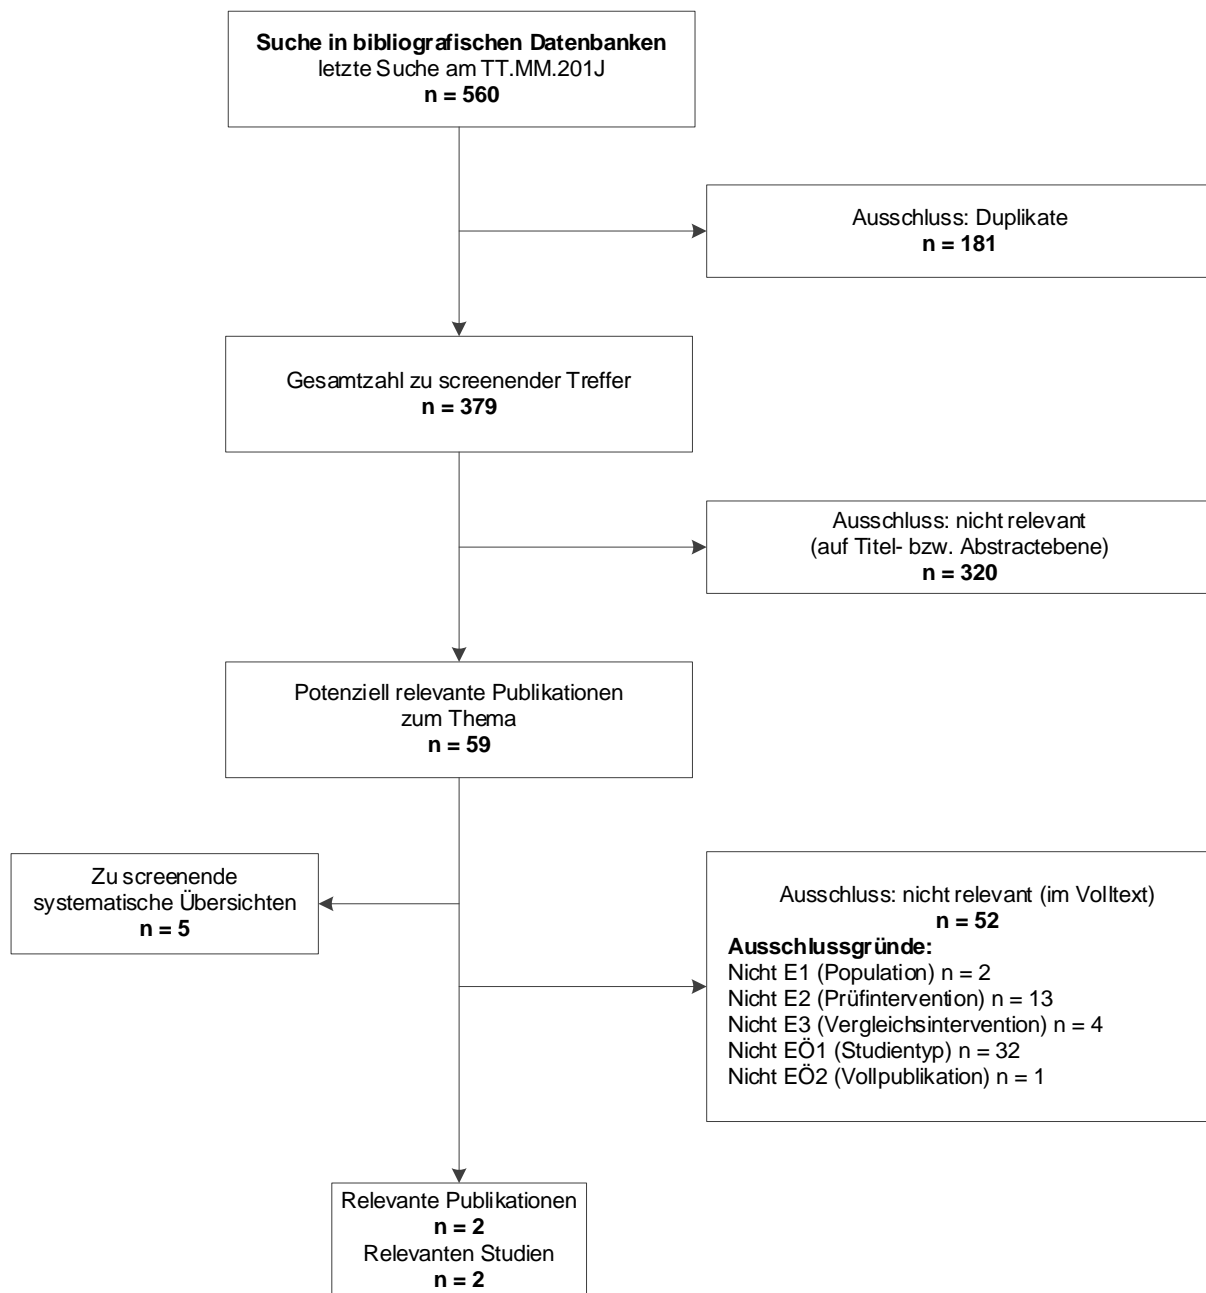 Suche in bibliografischen Datenbanken
letzte Suche am TT.MM.201J
n = 560
Ausschluss: Duplikate
n = 181
Gesamtzahl zu screenender Treffer
n = 379
Ausschluss: nicht relevant
(auf Titel- bzw. Abstractebene)
n = 320
Potenziell relevante Publikationen
zum Thema
n = 59
Zu screenende
systematische Übersichten
n = 5
Ausschluss: nicht relevant (im Volltext)
n = 52
Ausschlussgründe:
Nicht E1 (Population) n = 2
Nicht E2 (Prüfintervention) n = 13
Nicht E3 (Vergleichsintervention) n = 4
Nicht EÖ1 (Studientyp) n = 32
Nicht EÖ2 (Vollpublikation) n = 1
Relevante Publikationen
n = 2
Relevanten Studien
n = 2